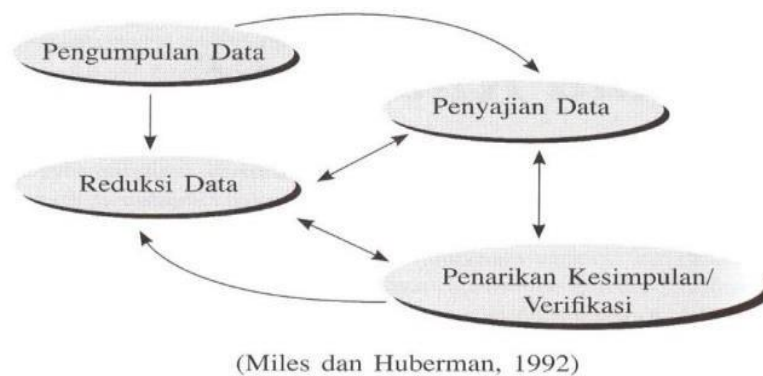 Pengumpulan Data
Penyajian Data
Reduksi Data
Penarikan Kesimpulan/
Verifikasi
(Miles dan Huberman, 1992)